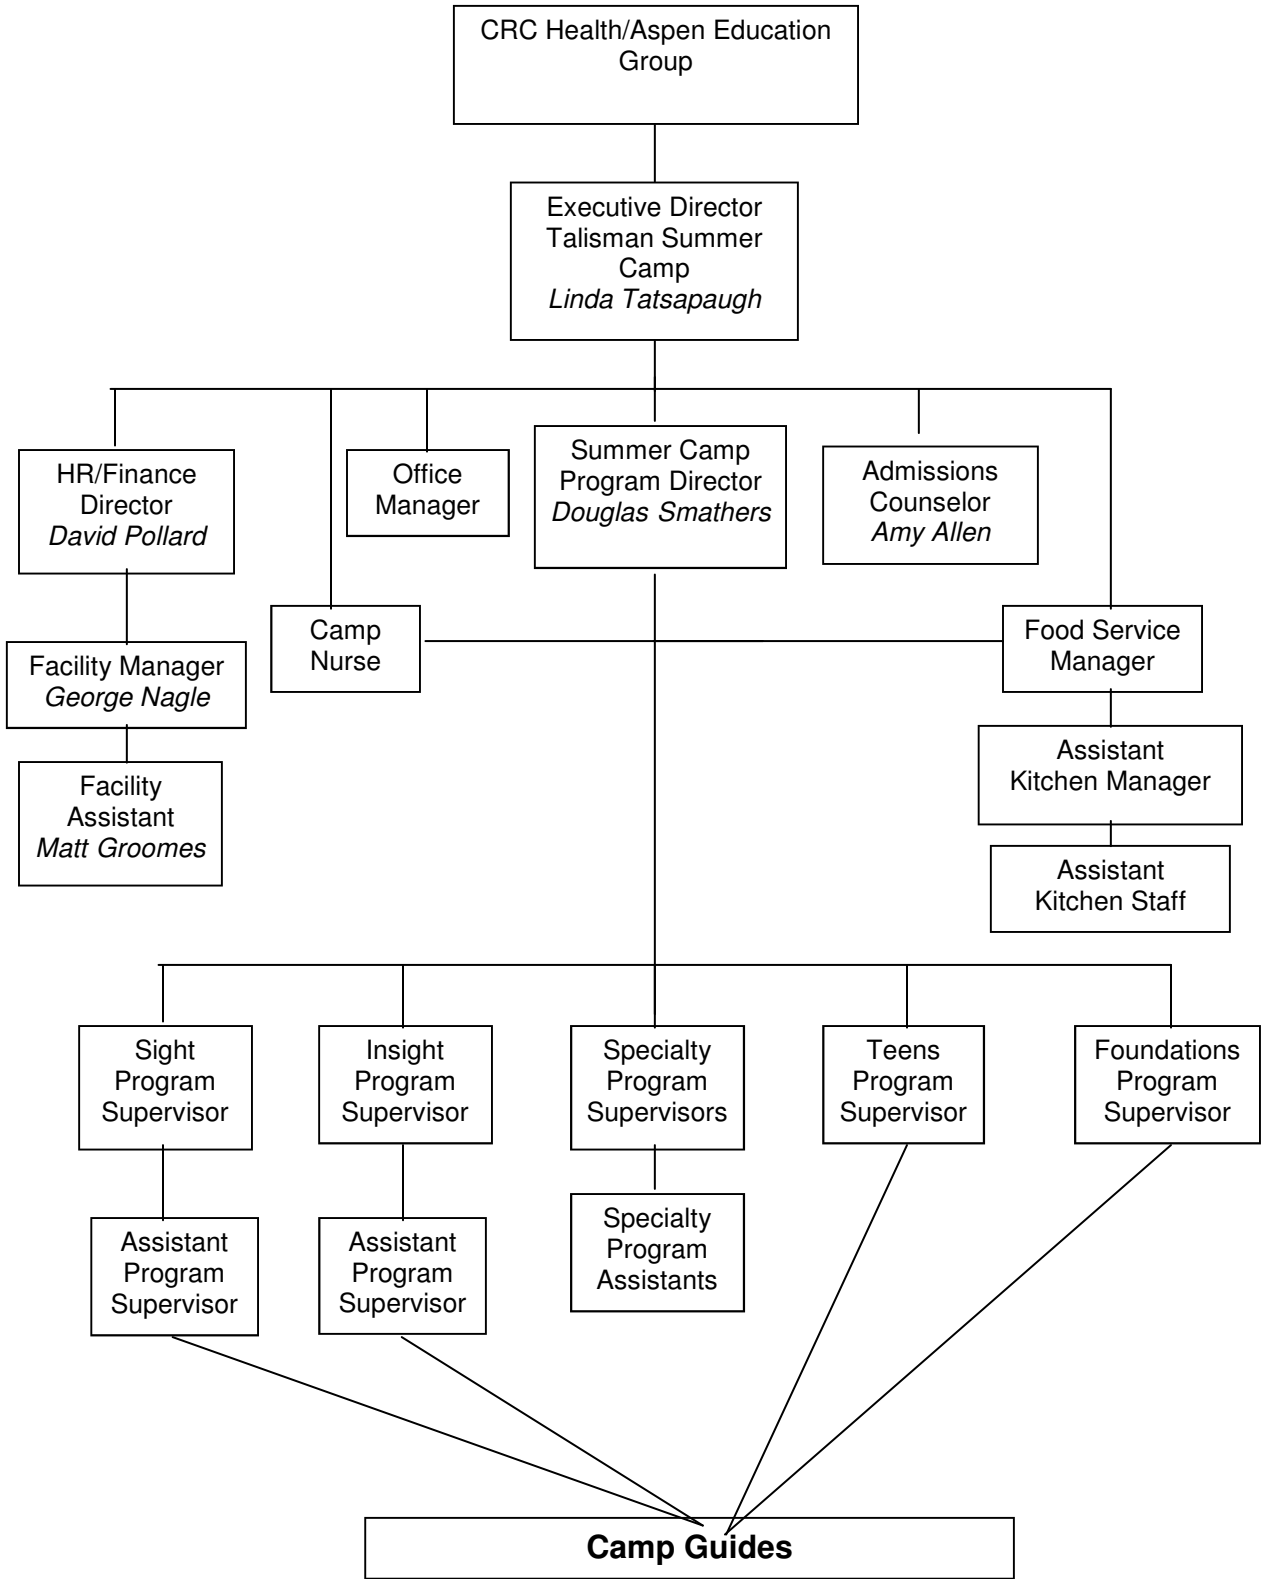 CRC Health/Aspen Education
Group
Executive Director
Talisman Summer
Camp
Linda Tatsapaugh
HR/Finance
Director
David Pollard
Office
Manager
Summer Camp
Program Director
Douglas Smathers
Admissions
Counselor
Amy Allen
Camp
Nurse
Food Service
Manager
Facility Manager
George Nagle
Assistant
Kitchen Manager
Facility
Assistant
Matt Groomes
Assistant
Kitchen Staff
Sight
Program
Supervisor
Insight
Program
Supervisor
Specialty
Program
Supervisors
Teens
Program
Supervisor
Foundations
Program
Supervisor
Assistant
Program
Supervisor
Assistant
Program
Supervisor
Specialty
Program
Assistants
Camp Guides